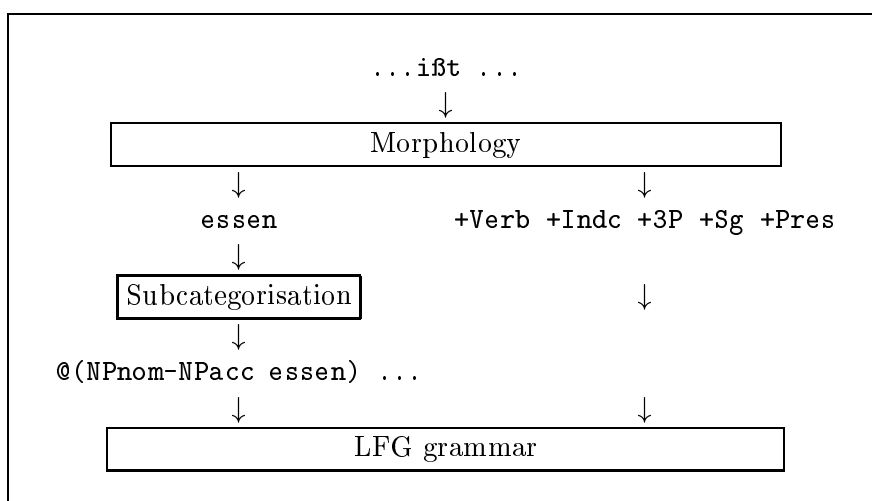 ...ißt ...
Morphology
essen +Verb +Indc +3P +Sg +Pres
Subcategorisation
@(NPnom-NPacc essen) ...
LFG grammar